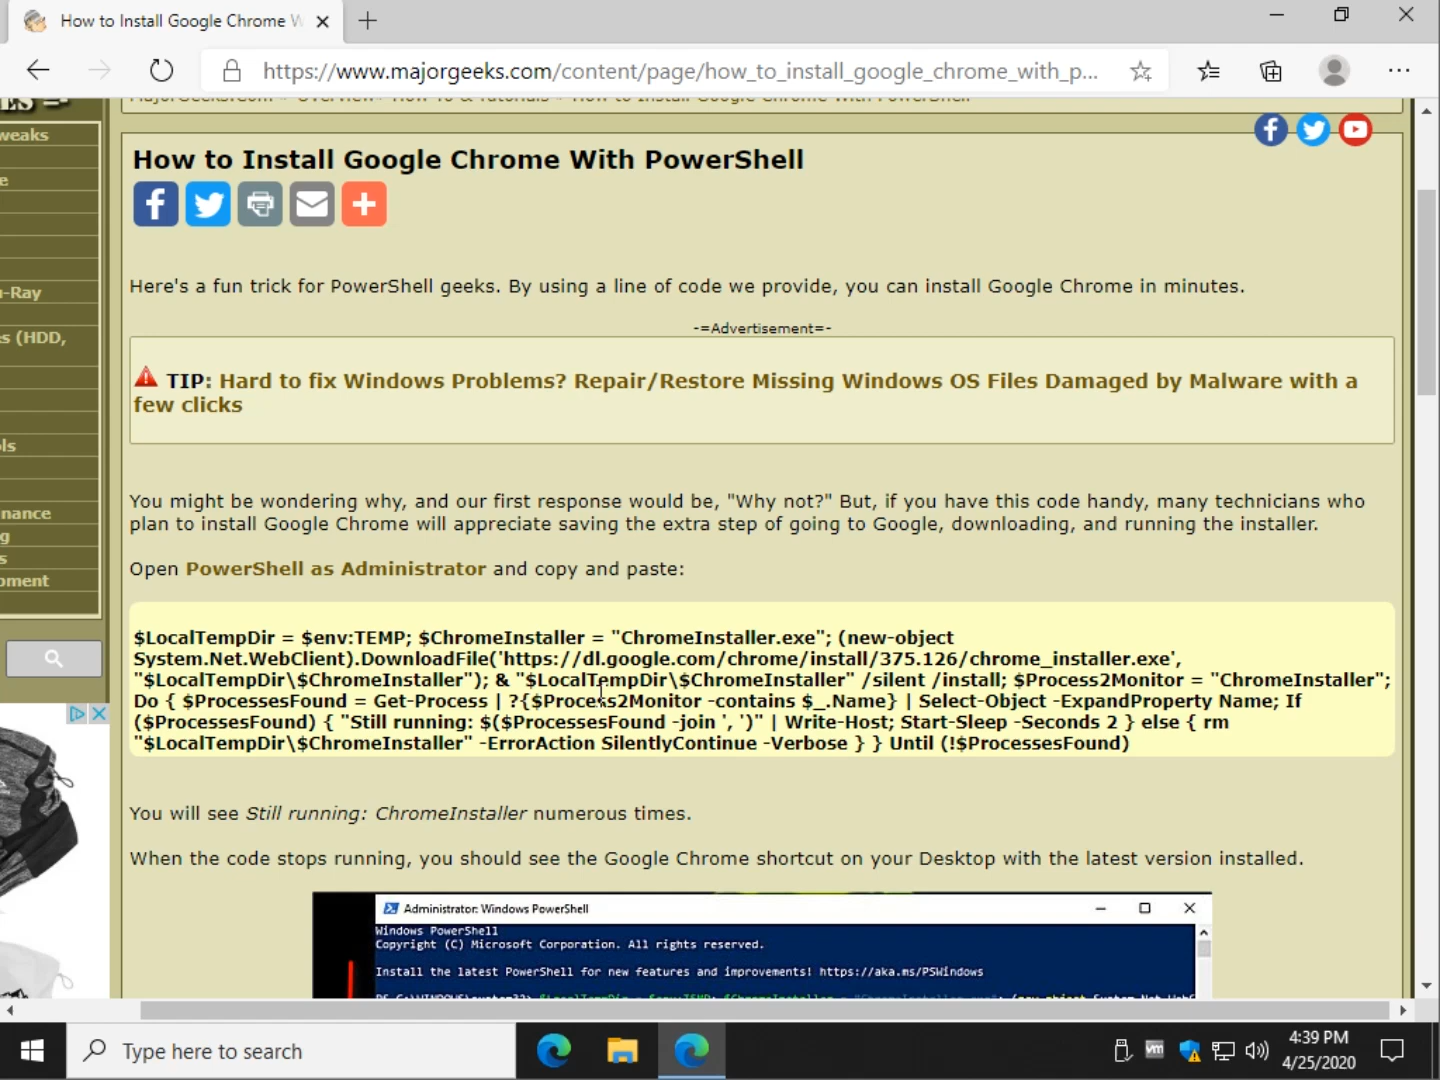 How to Install Google Chrome W
https://www.majorgeeks.com/content/page/how_to_install_google_chrome_with_p...
MajorGeeks.Com » Overview» How To & Tutorials » How to Install Google Chrome With PowerShell
weaks
e
-Ray
s (HDD,
ls
nance
g
s
pment
How to Install Google Chrome With PowerShell
Here's a fun trick for PowerShell geeks. By using a line of code we provide, you can install Google Chrome in minutes.
-=Advertisement=-
TIP: Hard to fix Windows Problems? Repair/Restore Missing Windows OS Files Damaged by Malware with a
few clicks
You might be wondering why, and our first response would be, "Why not?" But, if you have this code handy, many technicians who
plan to install Google Chrome will appreciate saving the extra step of going to Google, downloading, and running the installer.
Open PowerShell as Administrator and copy and paste:
$LocalTempDir = $env:TEMP; $ChromeInstaller = "ChromeInstaller.exe"; (new-object
System.Net.WebClient).DownloadFile('https://dl.google.com/chrome/install/375.126/chrome_installer.exe',
"$LocalTempDir\$ChromeInstaller"); & "$LocalTempDir\$ChromeInstaller" /silent /install; $Process2Monitor = "ChromeInstaller";
Do { $ProcessesFound = Get-Process | ?{$Process2Monitor -contains $_.Name} | Select-Object -ExpandProperty Name; If
($ProcessesFound) { "Still running: $($ProcessesFound -join ', ')" | Write-Host; Start-Sleep -Seconds 2 } else { rm
"$LocalTempDir\$ChromeInstaller" -ErrorAction SilentlyContinue -Verbose } } Until (!$ProcessesFound)
You will see Still running: ChromeInstaller numerous times.
When the code stops running, you should see the Google Chrome shortcut on your Desktop with the latest version installed.
Administrator: Windows PowerShell
Windows PowerShell
Copyright (C) Microsoft Corporation. All rights reserved.
Install the latest PowerShell for new features and improvements! https://aka.ms/PSWindows
Type here to search
vm
4:39 PM
4/25/2020